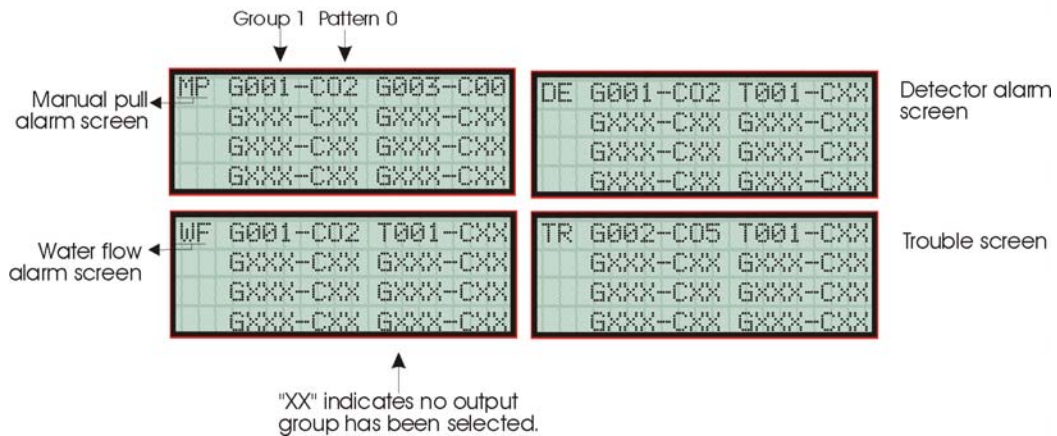 Group 1 Pattern 0
Manual pull
alarm screen
MP G001-C02 G003-C00
GXXX-CXX GXXX-CXX
GXXX-CXX GXXX-CXX
GXXX-CXX GXXX-CXX
DE G001-C02 T001-CXX
GXXX-CXX GXXX-CXX
GXXX-CXX GXXX-CXX
GXXX-CXX GXXX-CXX
Detector alarm
screen
Water flow
alarm screen
WF G001-C02 T001-CXX
GXXX-CXX GXXX-CXX
GXXX-CXX GXXX-CXX
GXXX-CXX GXXX-CXX
TR G002-C05 T001-CXX
GXXX-CXX GXXX-CXX
GXXX-CXX GXXX-CXX
GXXX-CXX GXXX-CXX
Trouble screen
"XX" indicates no output
group has been selected.